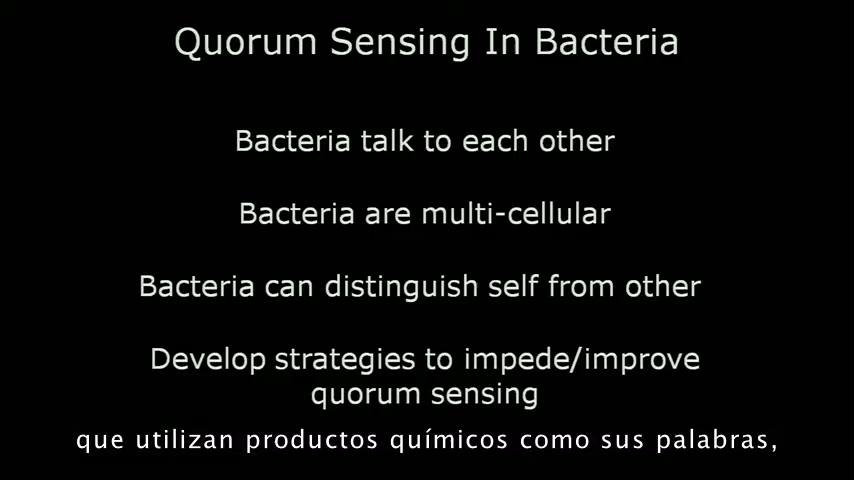 Quorum Sensing In Bacteria
Bacteria talk to each other
Bacteria are multi-cellular
Bacteria can distinguish self from other
Develop strategies to impede/improve
quorum sensing
que utilizan productos químicos como sus palabras,